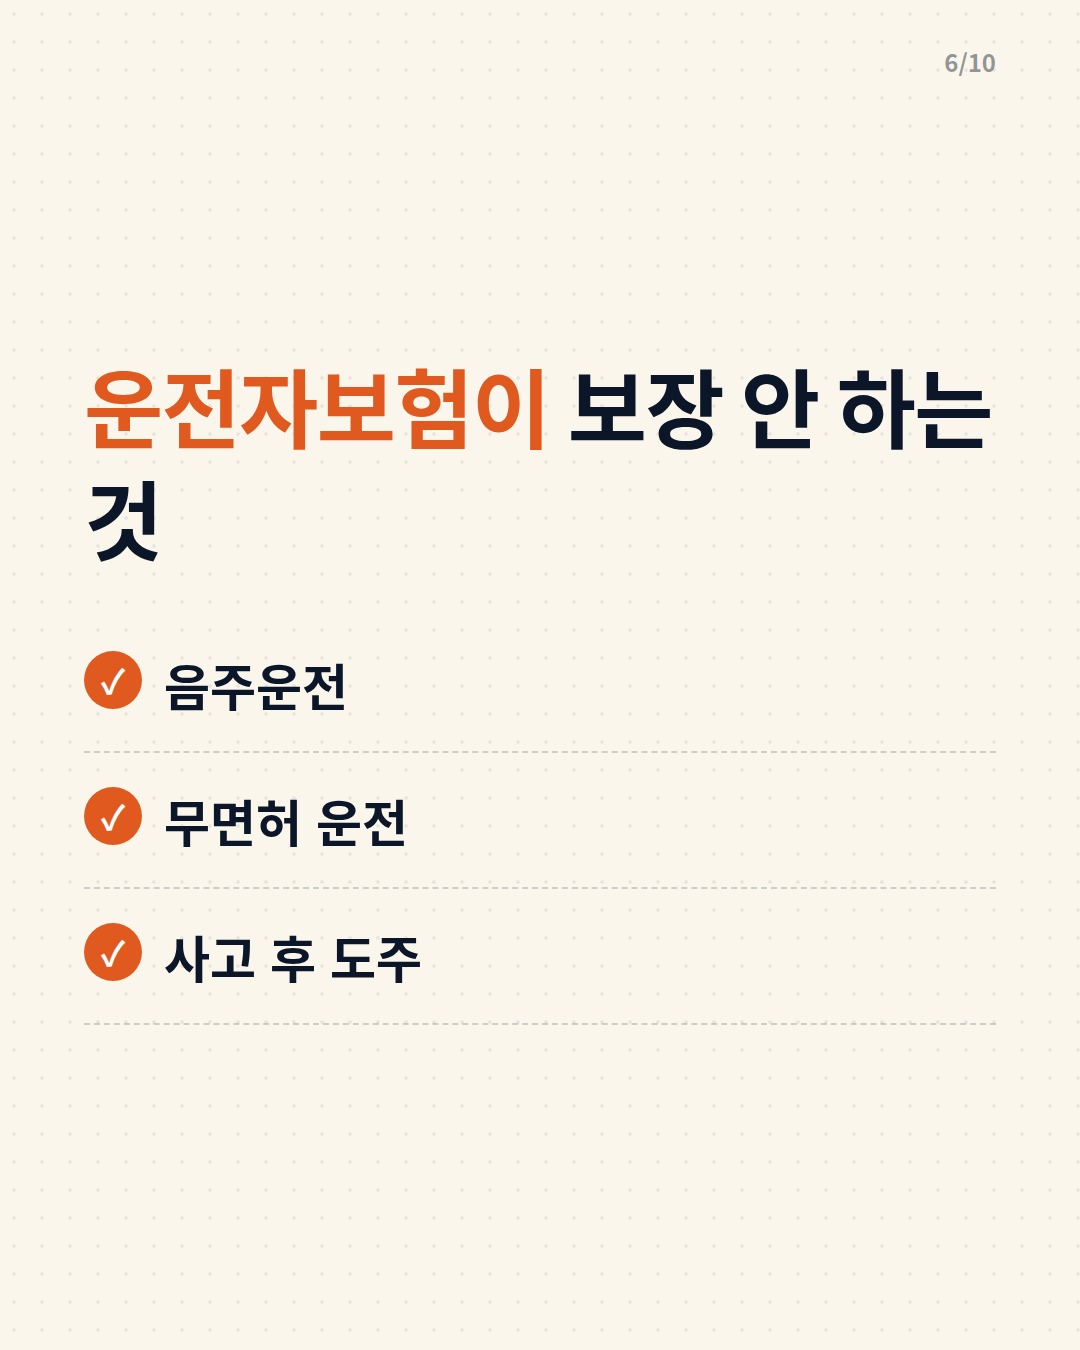 6/10
운전자보험이 보장 안 하는
것
✓ 음주운전
✓ 무면허 운전
✓ 사고 후 도주